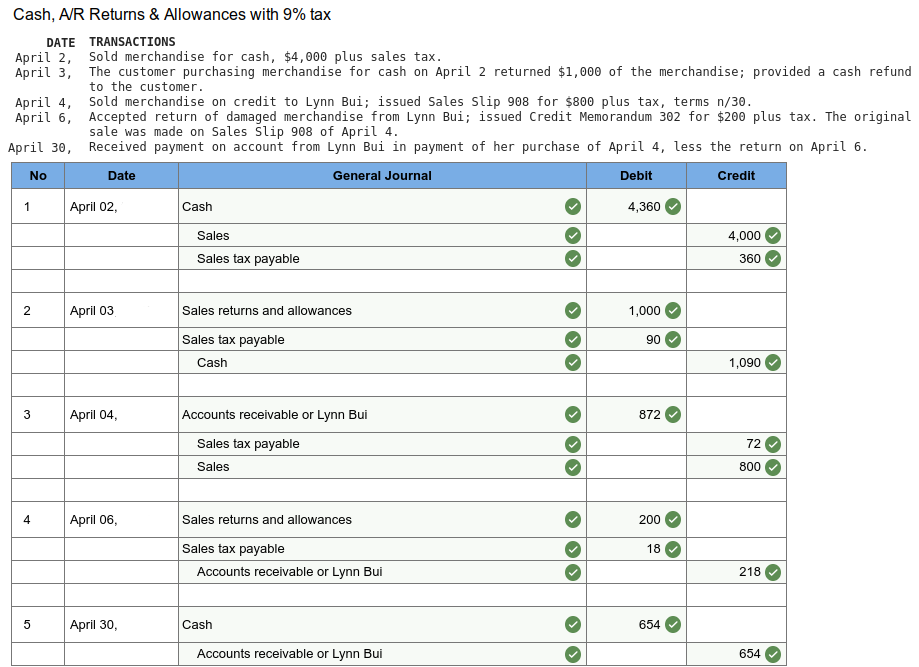 Cash, A/R Returns & Allowances with 9% tax
DATE TRANSACTIONS
April 2, Sold merchandise for cash, $4,000 plus sales tax.
April 3, The customer purchasing merchandise for cash on April 2 returned $1,000 of the merchandise; provided a cash refund
to the customer.
April 4, Sold merchandise on credit to Lynn Bui; issued Sales Slip 908 for $800 plus tax, terms n/30.
April 6, Accepted return of damaged merchandise from Lynn Bui; issued Credit Memorandum 302 for $200 plus tax. The original
sale was made on Sales Slip 908 of April 4.
April 30, Received payment on account from Lynn Bui in payment of her purchase of April 4, less the return on April 6.
No Date General Journal Debit Credit
1 April 02, Cash 4,360
Sales 4,000
Sales tax payable 360
2 April 03 Sales returns and allowances 1,000
Sales tax payable 90
Cash 1,090
3 April 04, Accounts receivable or Lynn Bui 872
Sales tax payable 72
Sales 800
4 April 06, Sales returns and allowances 200
Sales tax payable 18
Accounts receivable or Lynn Bui 218
5 April 30, Cash 654
Accounts receivable or Lynn Bui 654